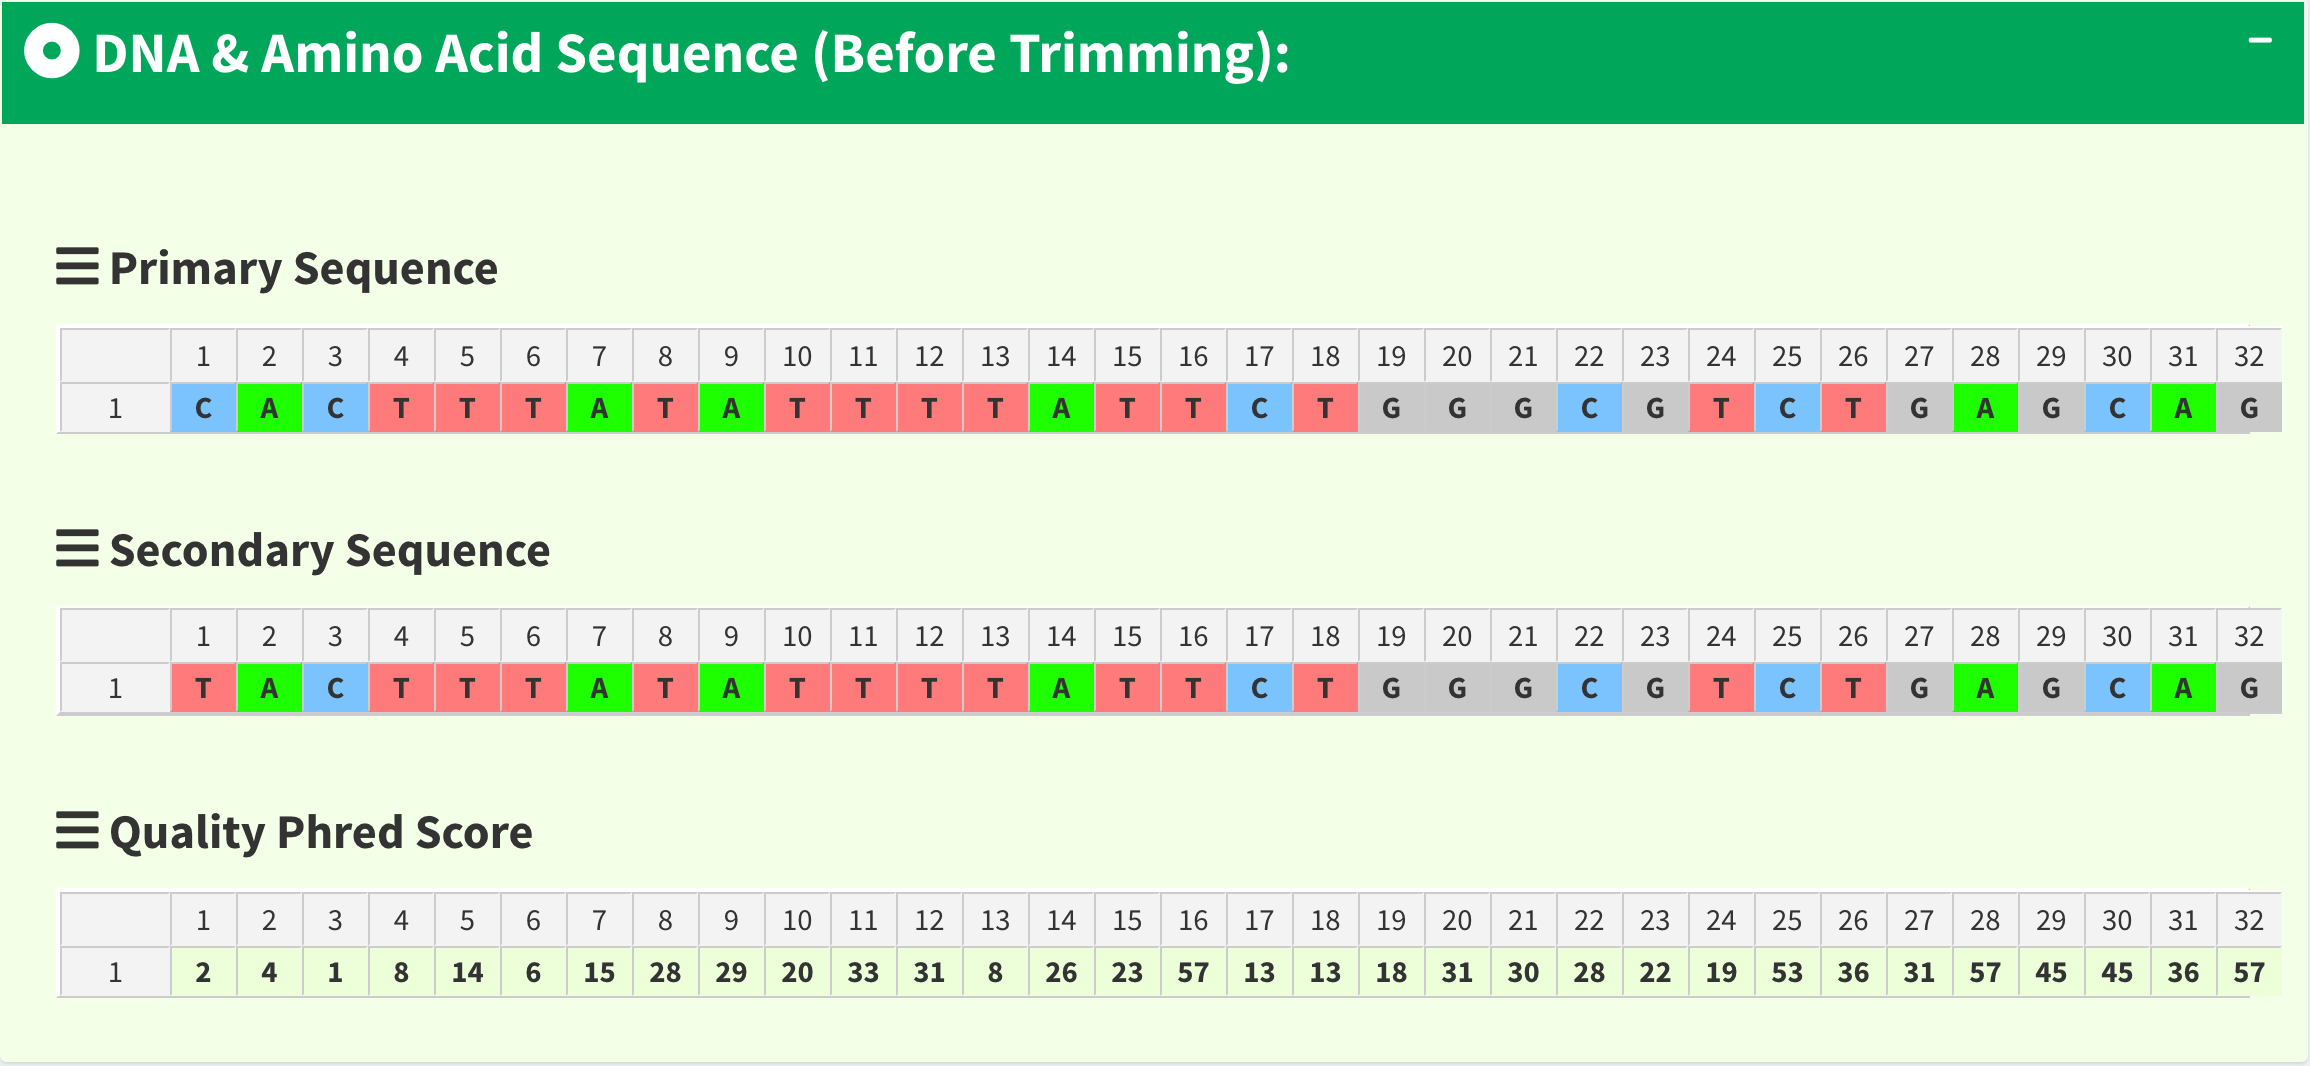 DNA & Amino Acid Sequence (Before Trimming):
Primary Sequence
1 2 3 4 5 6 7 8 9 10 11 12 13 14 15 16 17 18 19 20 21 22 23 24 25 26 27 28 29 30 31 32
1 C A C T T T A T A T T T T A T T C T G G G C G T C T G A G C A G
Secondary Sequence
1 2 3 4 5 6 7 8 9 10 11 12 13 14 15 16 17 18 19 20 21 22 23 24 25 26 27 28 29 30 31 32
1 T A C T T T A T A T T T T A T T C T G G G C G T C T G A G C A G
Quality Phred Score
1 2 3 4 5 6 7 8 9 10 11 12 13 14 15 16 17 18 19 20 21 22 23 24 25 26 27 28 29 30 31 32
1 2 4 1 8 14 6 15 28 29 20 33 31 8 26 23 57 13 13 18 31 30 28 22 19 53 36 31 57 45 45 36 57